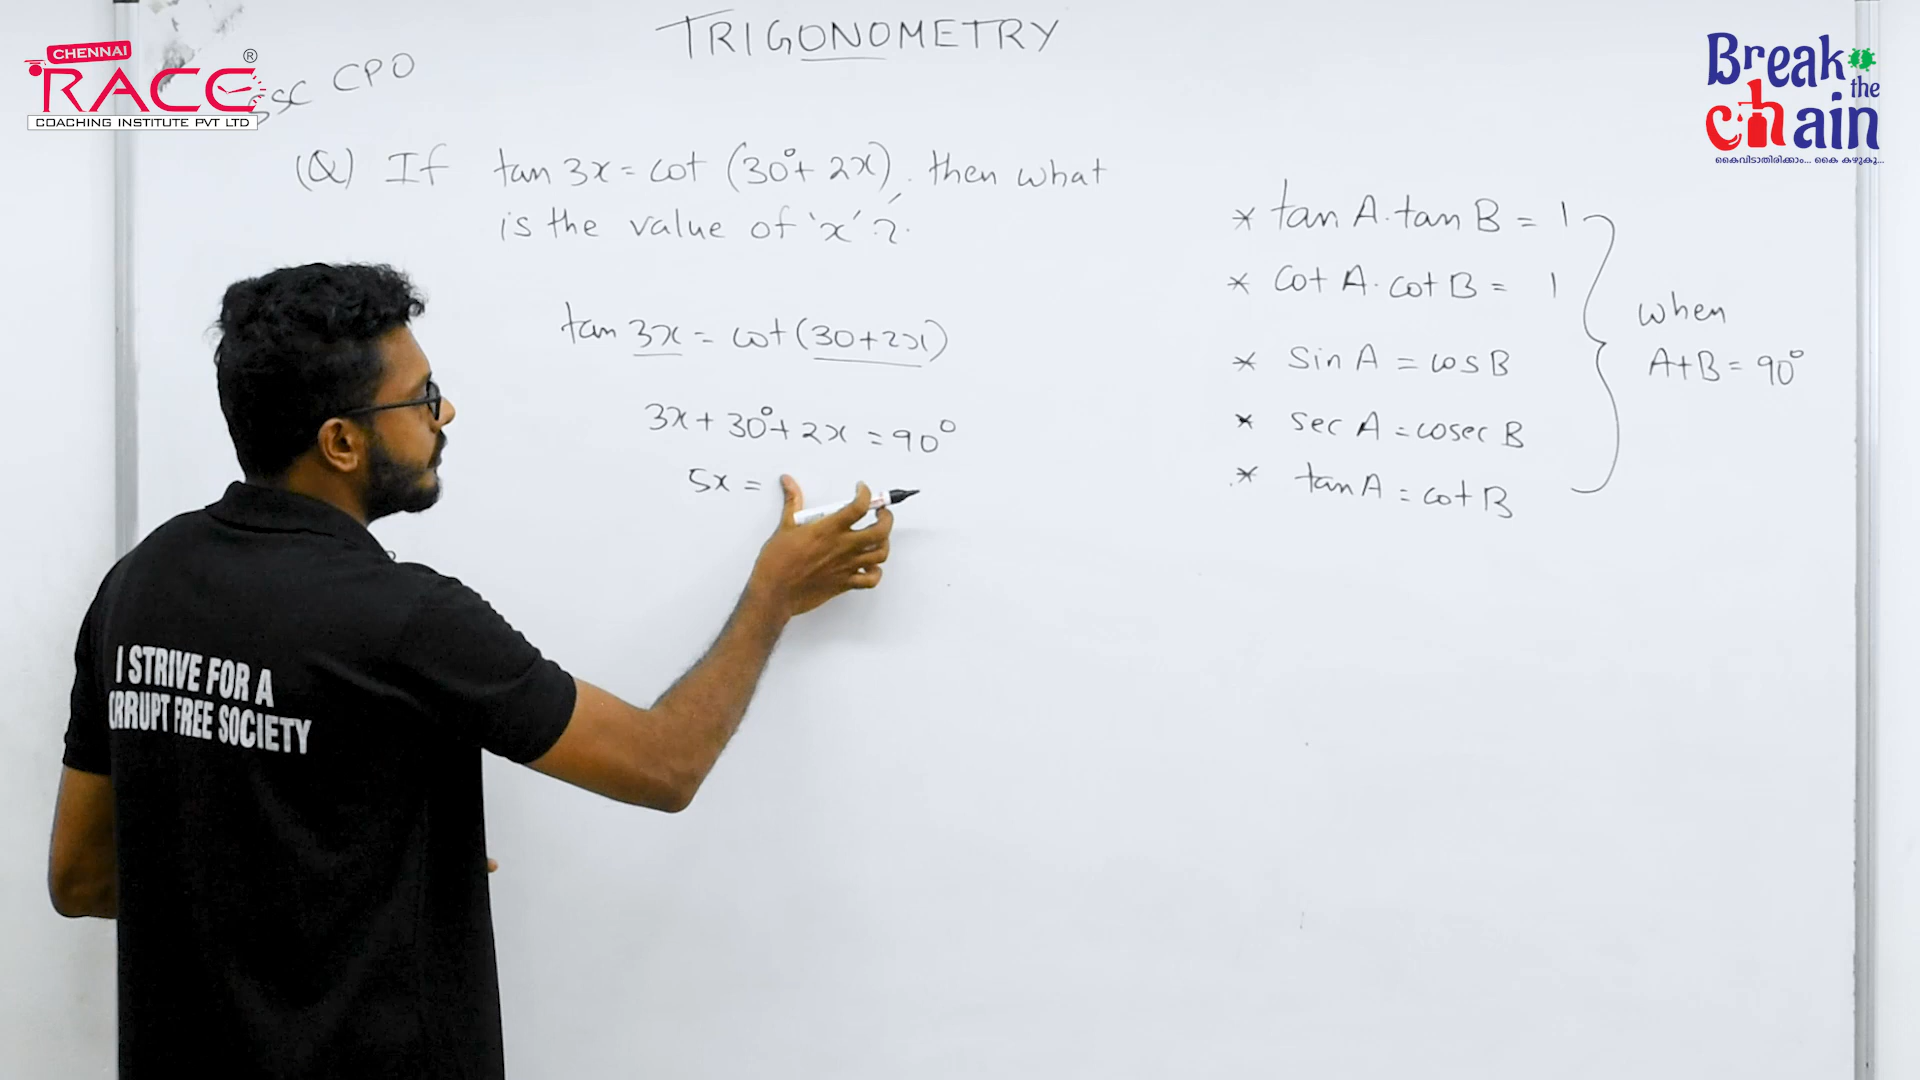 TRIGONOMETRY
CHENNAI
RACE®
COACHING INSTITUTE PVT LTD
SSC CPO
Break
the
chain
കൈവിടാതിരിക്കാം... കൈ കഴുകൂ...
(Q) If tan 3x = cot (30°+ 2x), then what
is the value of 'x' ?
tan 3x = cot (30+2x)
3x + 30°+ 2x = 90°
5x =
* tan A. tan B = 1
* cot A. cot B = 1
* sin A = cos B
* sec A = cosec B
* tan A = cot B
when
A+B = 90°
I STRIVE FOR A
RRUPT FREE SOCIETY